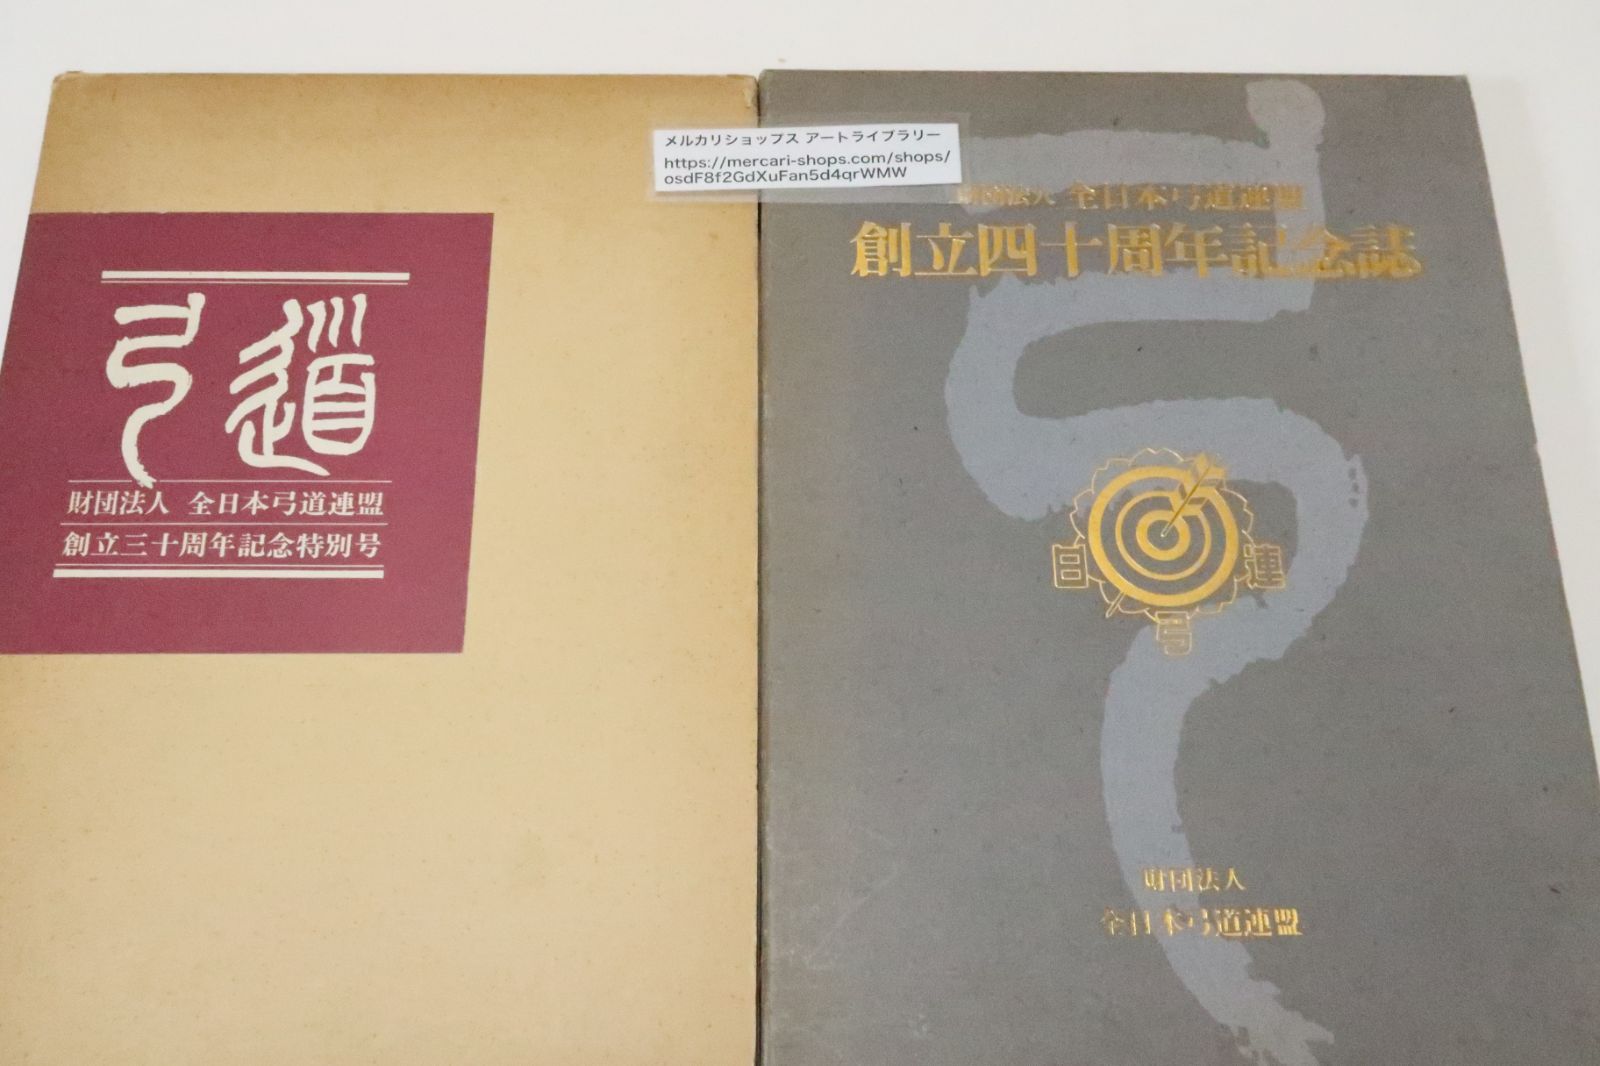 メルカリショップス アートライブラリー
https://mercari-shops.com/shops/
osdF8f2GdXuFan5d4qrWMW
弓道
財団法人 全日本弓道連盟
創立三十周年記念特別号
財団法人 全日本弓道連盟
創立四十周年記念誌
日 連
弓
財団法人
全日本弓道連盟